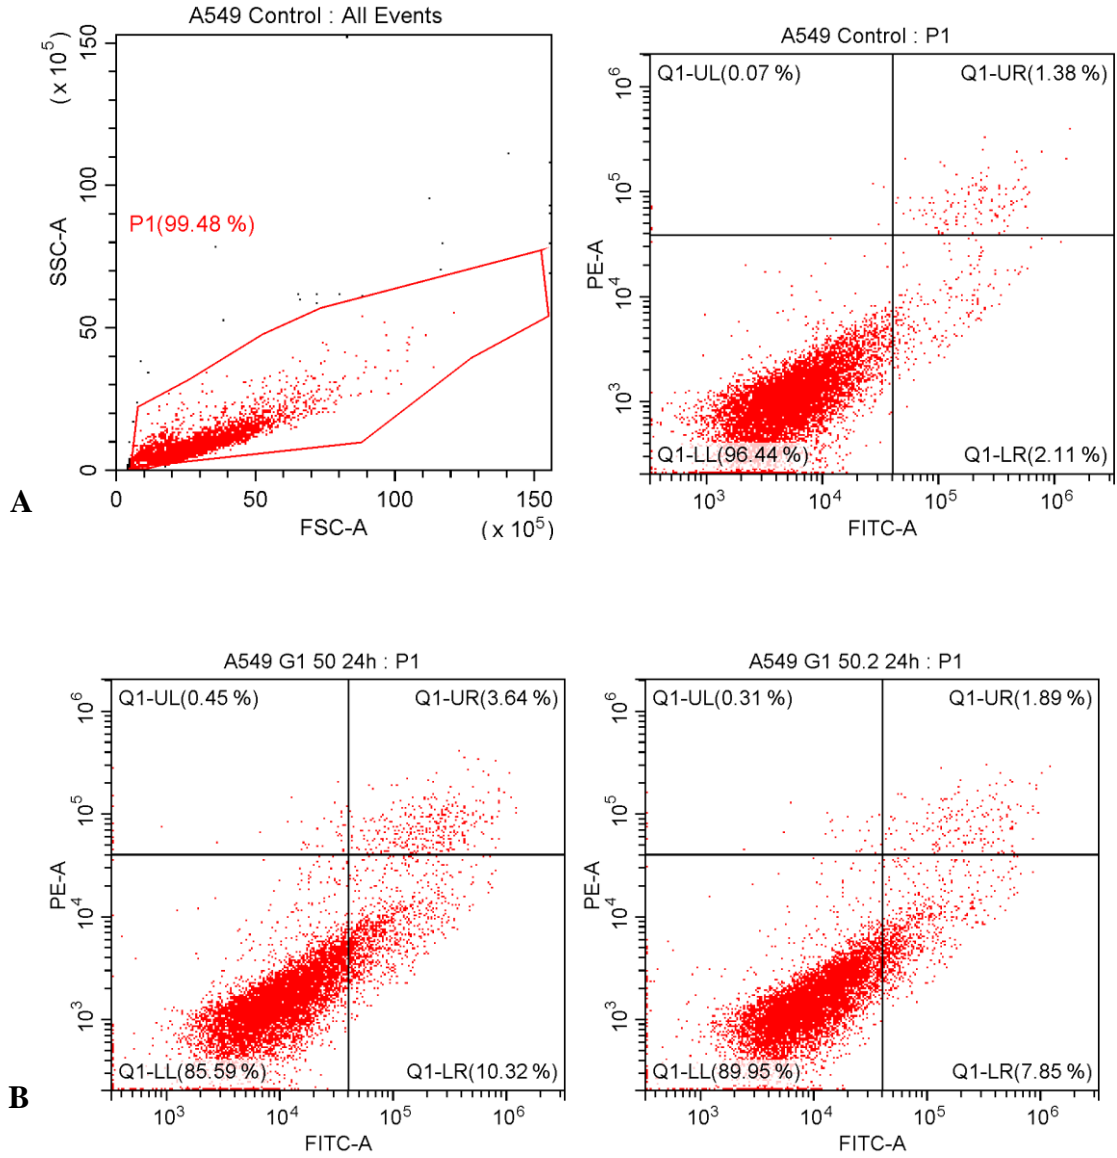 A549 Control : All Events
150
100
50
0
(x 10⁵)
SSC-A
P1(99.48 %)
0 50 100 150
FSC-A
(x 10⁵)
A
A549 Control : P1
Q1-UL(0.07 %) Q1-UR(1.38 %)
10⁶
10⁵
10⁴
10³
PE-A
Q1-LL(96.44 %) Q1-LR(2.11 %)
10³ 10⁴ 10⁵ 10⁶
FITC-A
A549 G1 50 24h : P1
Q1-UL(0.45 %) Q1-UR(3.64 %)
10⁶
10⁵
10⁴
10³
PE-A
Q1-LL(85.59 %) Q1-LR(10.32 %)
10³ 10⁴ 10⁵ 10⁶
FITC-A
B
A549 G1 50.2 24h : P1
Q1-UL(0.31 %) Q1-UR(1.89 %)
10⁶
10⁵
10⁴
10³
PE-A
Q1-LL(89.95 %) Q1-LR(7.85 %)
10³ 10⁴ 10⁵ 10⁶
FITC-A